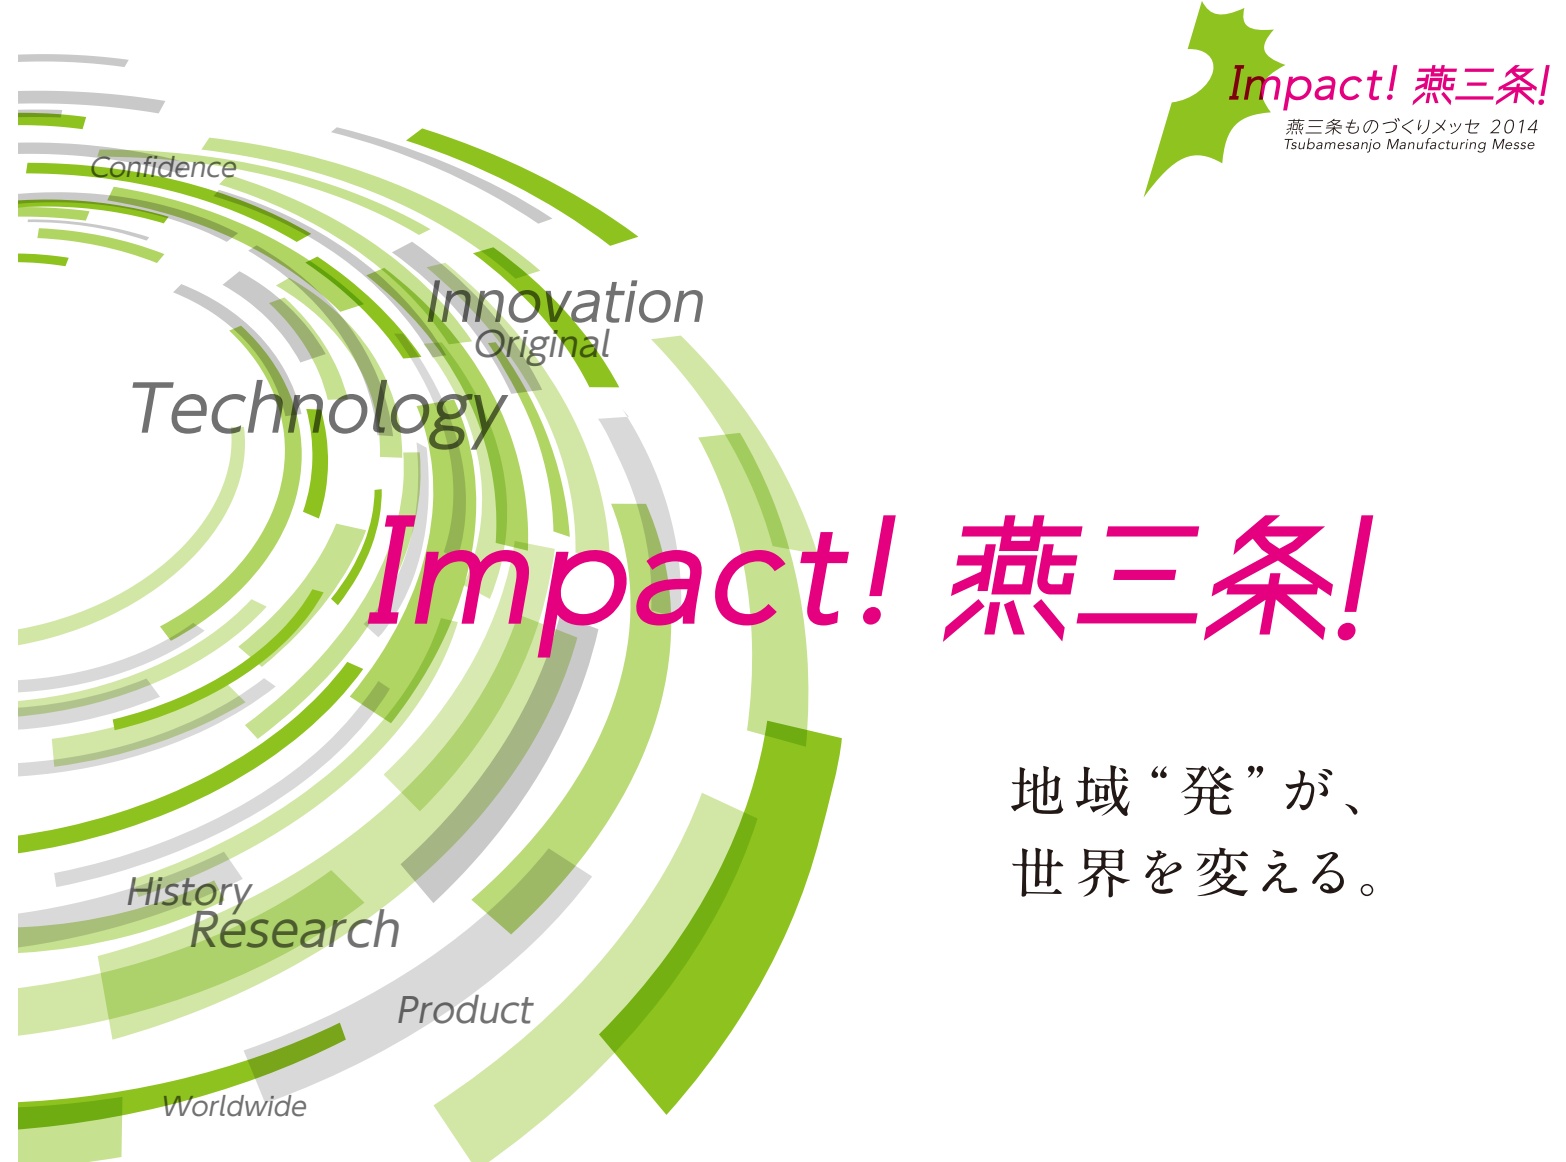 Impact! 燕三条!
燕三条ものづくりメッセ 2014
Tsubamesanjo Manufacturing Messe
Confidence
Innovation
Original
Technology
Impact! 燕三条!
地域“発”が、
世界を変える。
History
Research
Product
Worldwide